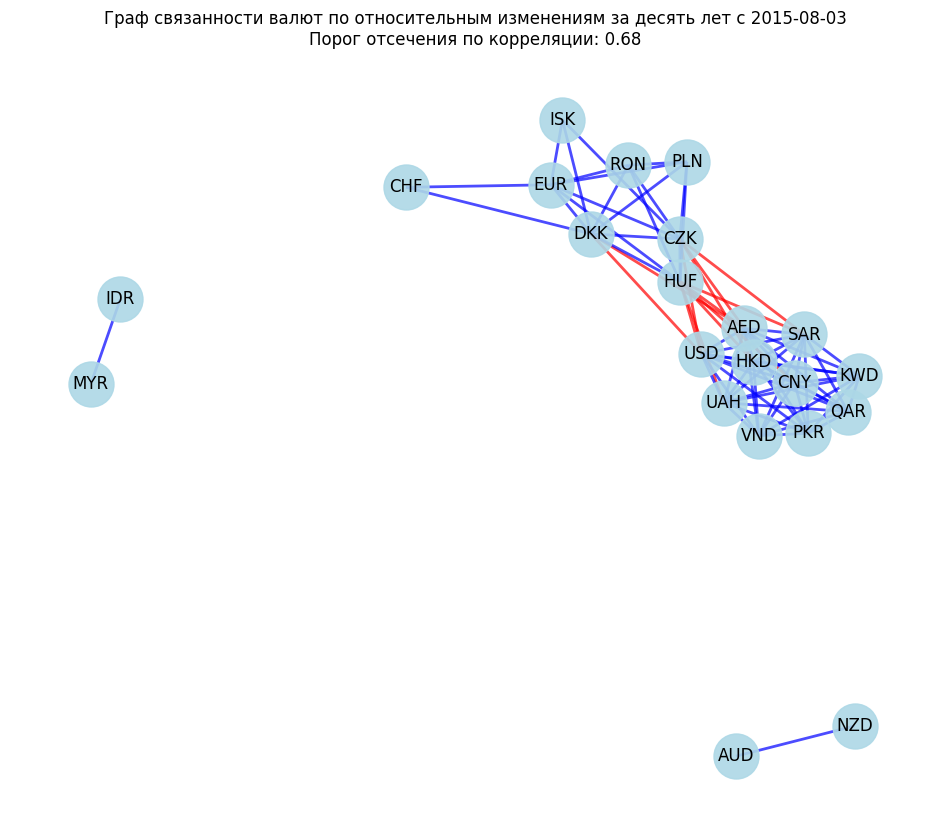 Граф связанности валют по относительным изменениям за десять лет с 2015-08-03
Порог отсечения по корреляции: 0.68
ISK
RON
PLN
CHF
EUR
DKK
CZK
HUF
IDR
AED
SAR
USD
HKD
KWD
CNY
MYR
UAH
QAR
VND
PKR
NZD
AUD